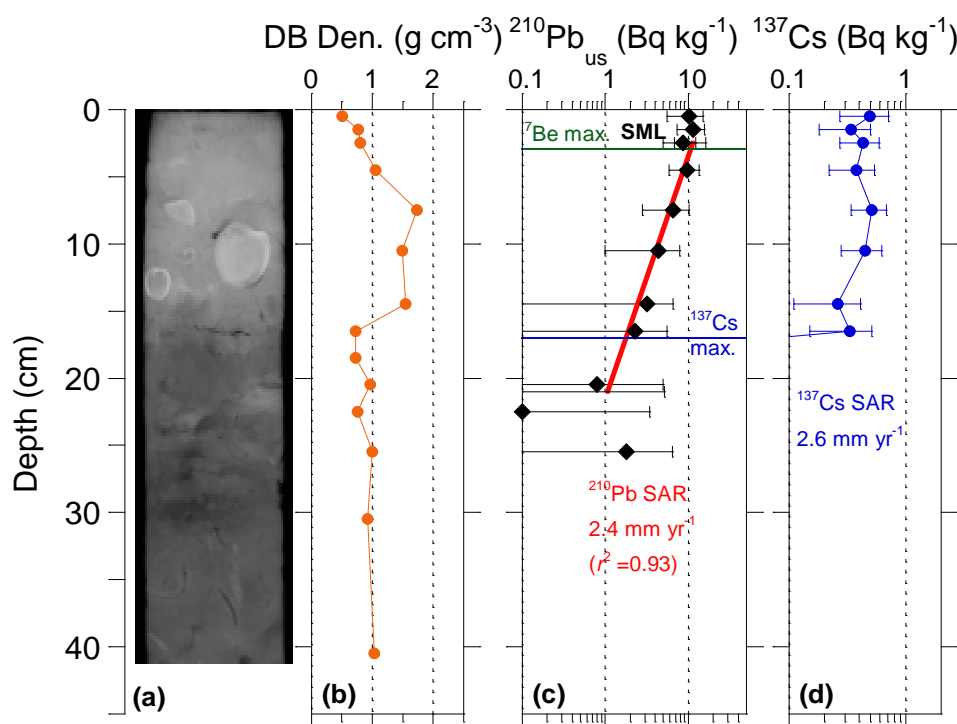 DB Den. (g cm⁻³) ²¹⁰Pb_us (Bq kg⁻¹) ¹³⁷Cs (Bq kg⁻¹)
0 1 2 0.1 1 10 0.1 1
0
10
20
30
40
Depth (cm)
⁷Be max. SML
¹³⁷Cs
max.
¹³⁷Cs SAR
2.6 mm yr⁻¹
²¹⁰Pb SAR
2.4 mm yr⁻¹
(r² =0.93)
(a) (b) (c) (d)